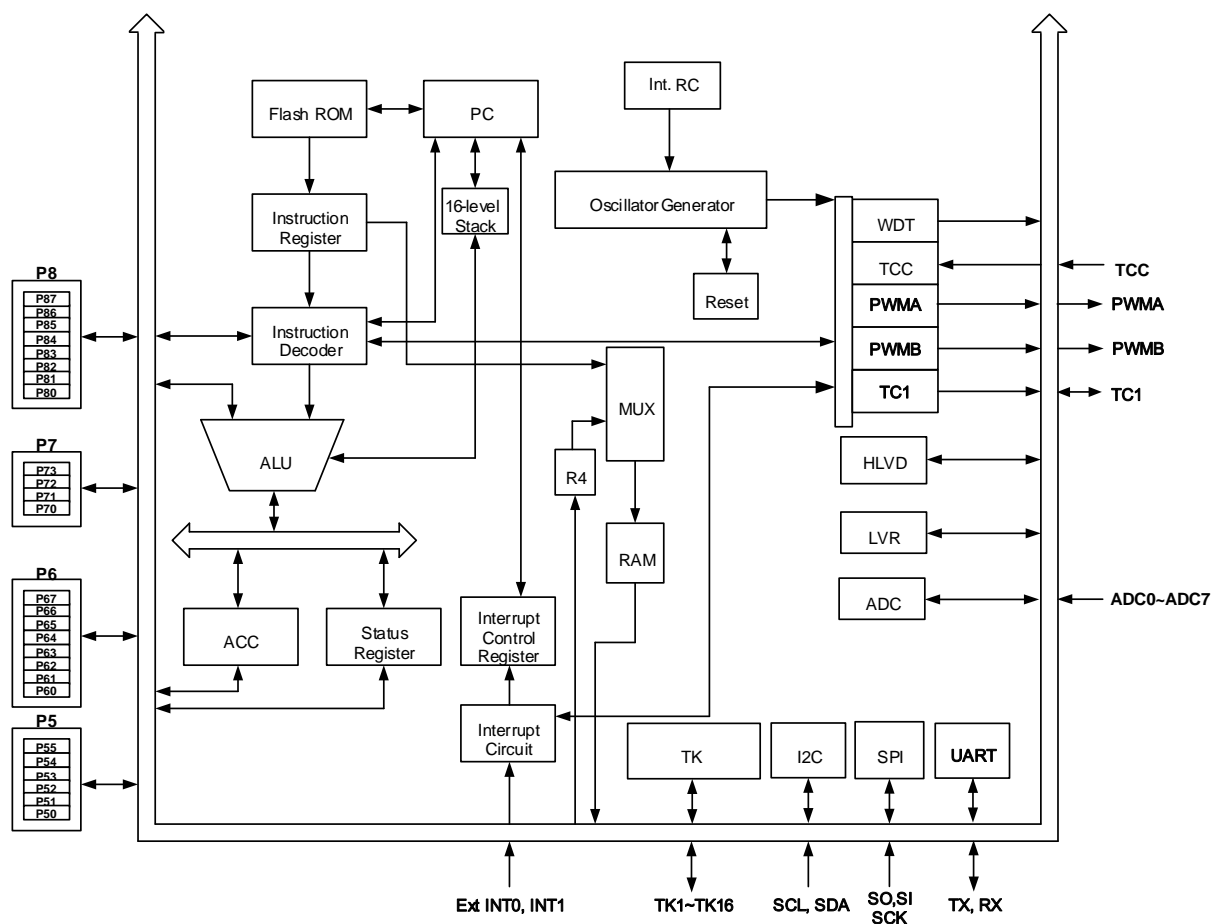 Int. RC
Flash ROM
PC
Oscillator Generator
Instruction
Register
16-level
Stack
WDT
P8
TCC
TCC
P87
P86
P85
P84
P83
P82
P81
P80
Reset
PWMA
PWMA
Instruction
Decoder
PWMB
PWMB
MUX
TC1
TC1
P7
P73
P72
P71
P70
ALU
R4
HLVD
RAM
LVR
P6
P67
P66
P65
P64
P63
P62
P61
P60
ADC
ADC0~ADC7
ACC
Status
Register
Interrupt
Control
Register
P5
P55
P54
P53
P52
P51
P50
Interrupt
Circuit
TK
I2C
SPI
UART
Ext INT0, INT1
TK1~TK16
SCL, SDA
SO,SI
SCK
TX, RX